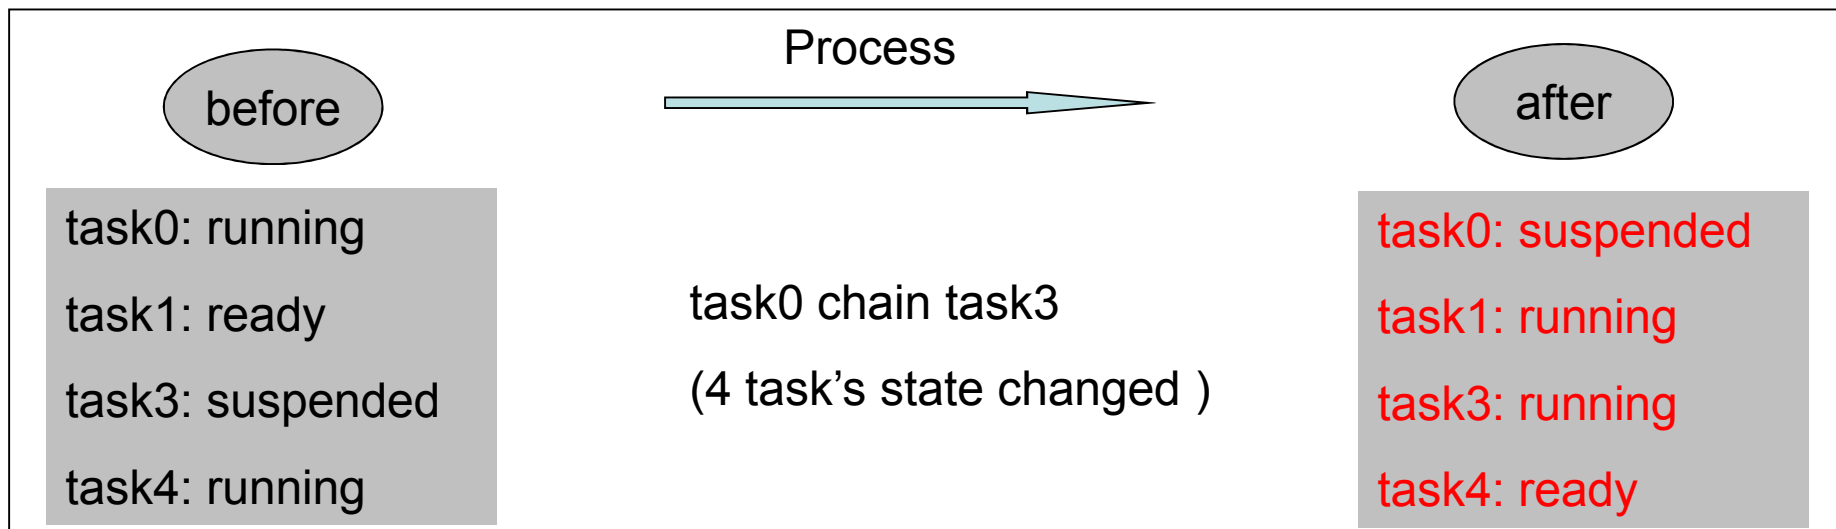 before
Process
after
task0: running
task1: ready
task3: suspended
task4: running
task0 chain task3
(4 task’s state changed )
task0: suspended
task1: running
task3: running
task4: ready